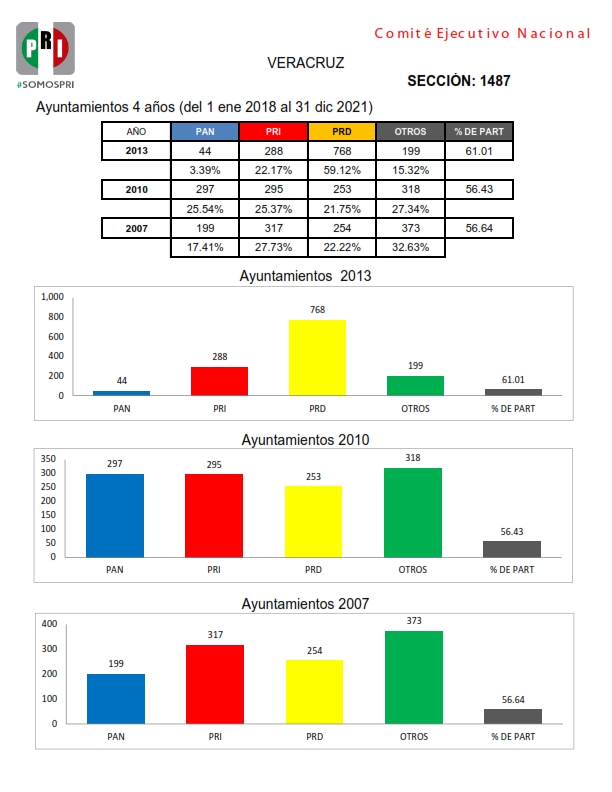 PRI
#SOMOSPRI
Comité Ejecutivo Nacional
VERACRUZ
SECCIÒN: 1487
Ayuntamientos 4 años (del 1 ene 2018 al 31 dic 2021)
AÑO PAN PRI PRD OTROS % DE PART
2013 44 288 768 199 61.01
3.39% 22.17% 59.12% 15.32%
2010 297 295 253 318 56.43
25.54% 25.37% 21.75% 27.34%
2007 199 317 254 373 56.64
17.41% 27.73% 22.22% 32.63%
Ayuntamientos 2013
1,000
800
600
400
200
0
44 288 768 199 61.01
PAN PRI PRD OTROS % DE PART
Ayuntamientos 2010
350
300
250
200
150
100
50
0
297 295 253 318 56.43
PAN PRI PRD OTROS % DE PART
Ayuntamientos 2007
400
300
200
100
0
199 317 254 373 56.64
PAN PRI PRD OTROS % DE PART